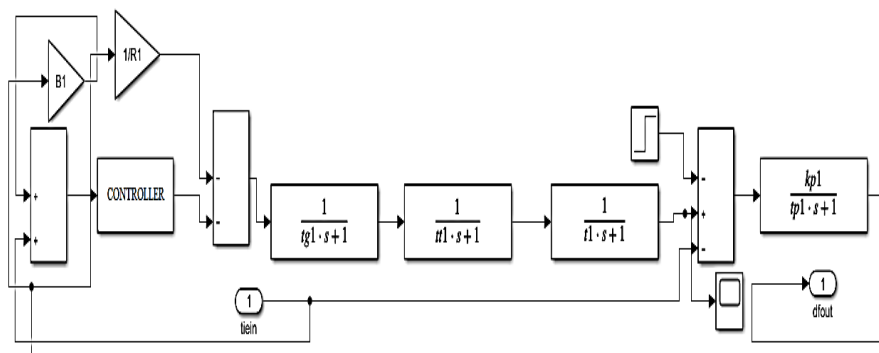 B1
1/R1
+
+
CONTROLLER
-
-
1
tg1·s+1
1
tt1·s+1
1
t1·s+1
-
+
-
kp1
tp1·s+1
1
tiein
1
dfout